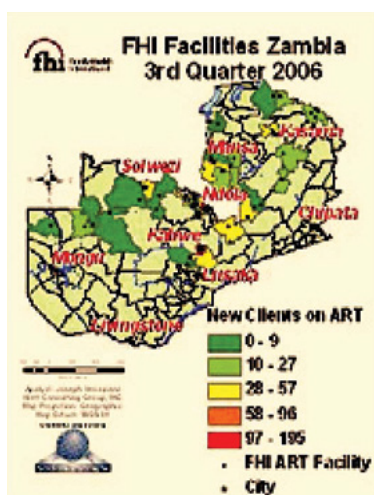 FHI Facilities Zambia
3rd Quarter 2006
fhi
Kasama
Mansa
Solwezi
Ndola
Chipata
Kabwe
Mongu
Lusaka
Livingstone
New Clients on ART
0 - 9
10 - 27
28 - 57
58 - 96
97 - 195
FHI ART Facility
City